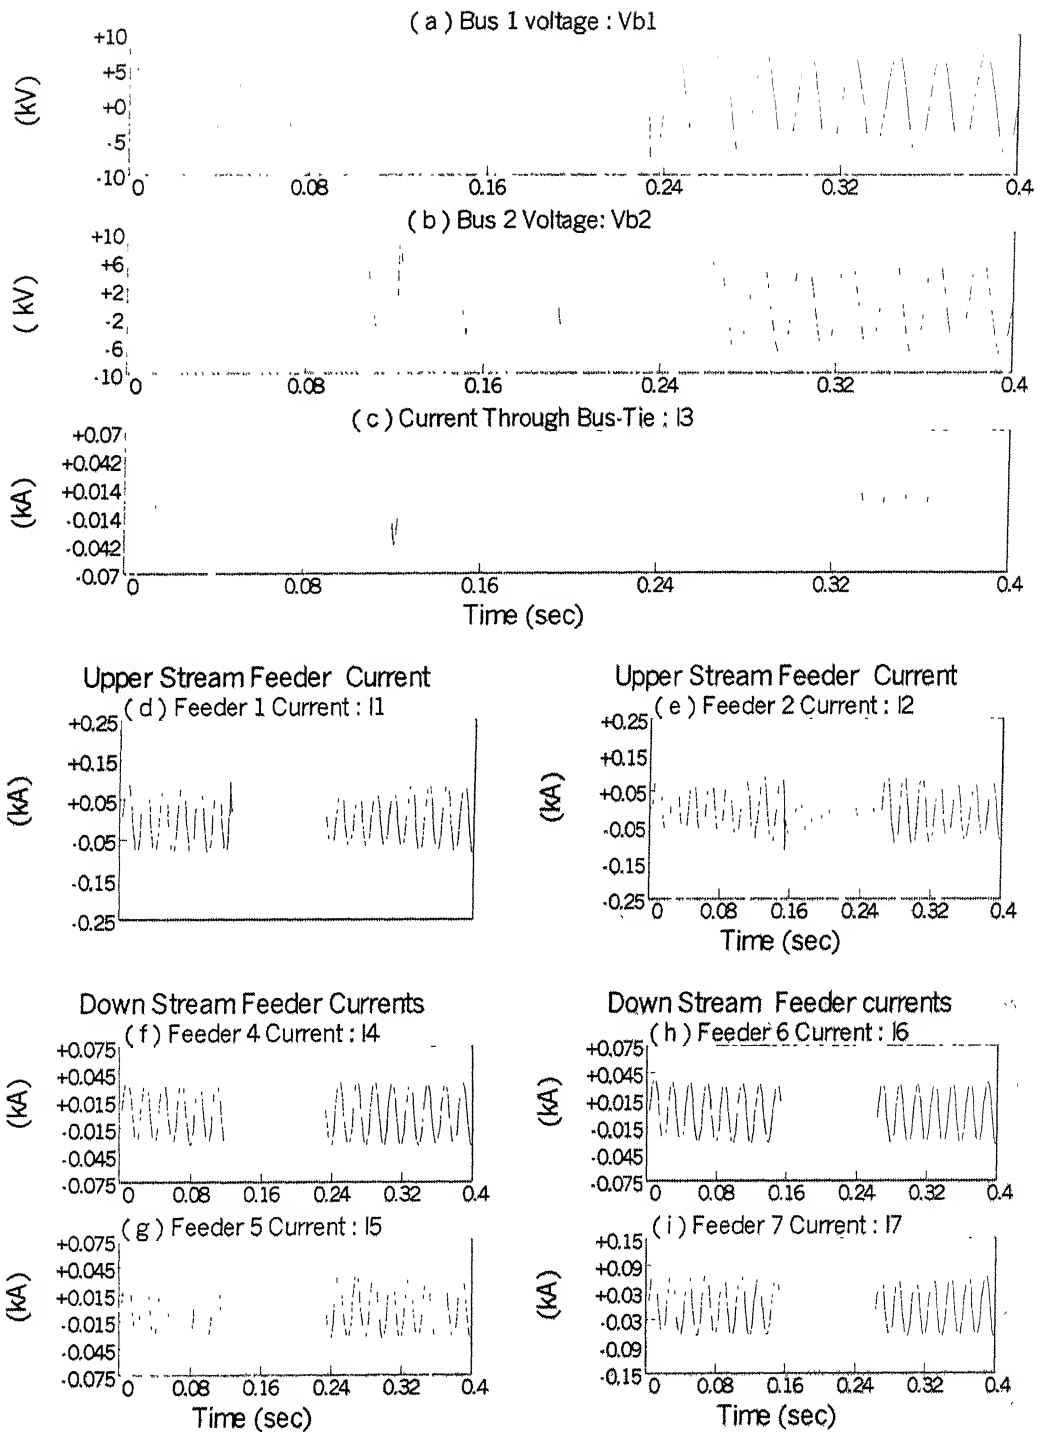 ( a ) Bus 1 voltage : Vb1
+10
+5
+0
-5
-10
(kV)
0 0.08 0.16 0.24 0.32 0.4
( b ) Bus 2 Voltage: Vb2
+10
+6
+2
-2
-6
-10
( kV)
0 0.08 0.16 0.24 0.32 0.4
( c ) Current Through Bus-Tie : I3
+0.07
+0.042
+0.014
-0.014
-0.042
-0.07
(kA)
0 0.08 0.16 0.24 0.32 0.4
Time (sec)
Upper Stream Feeder Current
( d ) Feeder 1 Current : I1
+0.25
+0.15
+0.05
-0.05
-0.15
-0.25
(kA)
Upper Stream Feeder Current
( e ) Feeder 2 Current : I2
+0.25
+0.15
+0.05
-0.05
-0.15
-0.25
(kA)
0 0.08 0.16 0.24 0.32 0.4
Time (sec)
Down Stream Feeder Currents
( f ) Feeder 4 Current : I4
+0.075
+0.045
+0.015
-0.015
-0.045
-0.075
(kA)
0 0.08 0.16 0.24 0.32 0.4
( g ) Feeder 5 Current : I5
+0.075
+0.045
+0.015
-0.015
-0.045
-0.075
(kA)
0 0.08 0.16 0.24 0.32 0.4
Time (sec)
Down Stream Feeder currents
( h ) Feeder 6 Current : I6
+0.075
+0.045
+0.015
-0.015
-0.045
-0.075
(kA)
0 0.08 0.16 0.24 0.32 0.4
( i ) Feeder 7 Current : I7
+0.15
+0.09
+0.03
-0.03
-0.09
-0.15
(kA)
0 0.08 0.16 0.24 0.32 0.4
Time (sec)